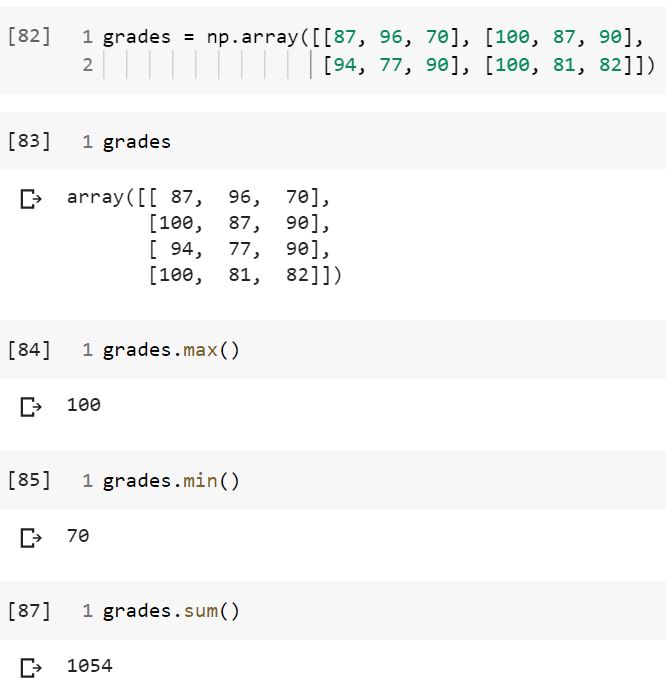 [82] 1 grades = np.array([[87, 96, 70], [100, 87, 90],
2 [94, 77, 90], [100, 81, 82]])
[83] 1 grades
array([[ 87,  96,  70],
       [100,  87,  90],
       [ 94,  77,  90],
       [100,  81,  82]])
[84] 1 grades.max()
100
[85] 1 grades.min()
70
[87] 1 grades.sum()
1054